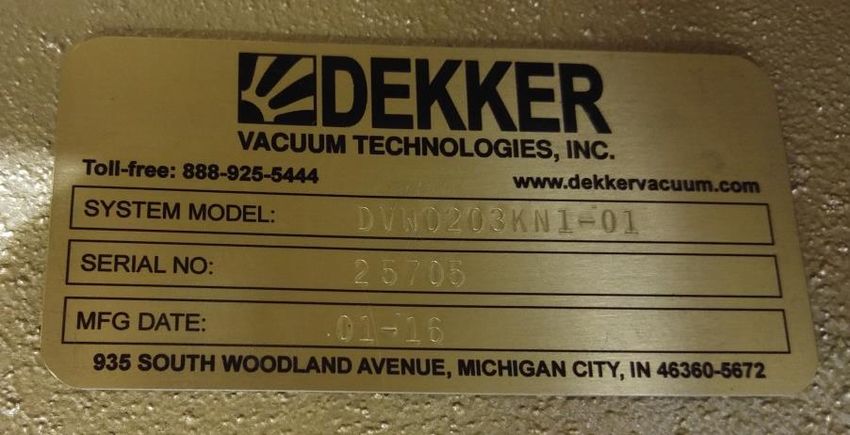 DEKKER
VACUUM TECHNOLOGIES, INC.
Toll-free: 888-925-5444 www.dekkervacuum.com
SYSTEM MODEL: DVN0203KN1-01
SERIAL NO: 25705
MFG DATE: 01-16
935 SOUTH WOODLAND AVENUE, MICHIGAN CITY, IN 46360-5672